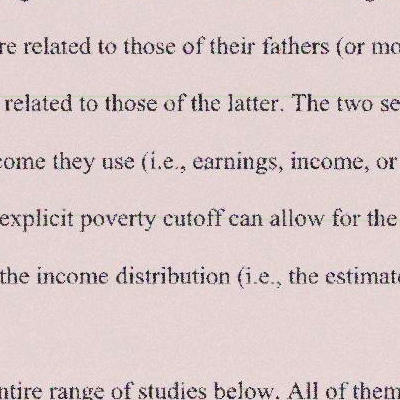 re related to those of their fathers (or mo
related to those of the latter. The two se
come they use (i.e., earnings, income, or
explicit poverty cutoff can allow for the
the income distribution (i.e., the estimate
ntire range of studies below. All of them